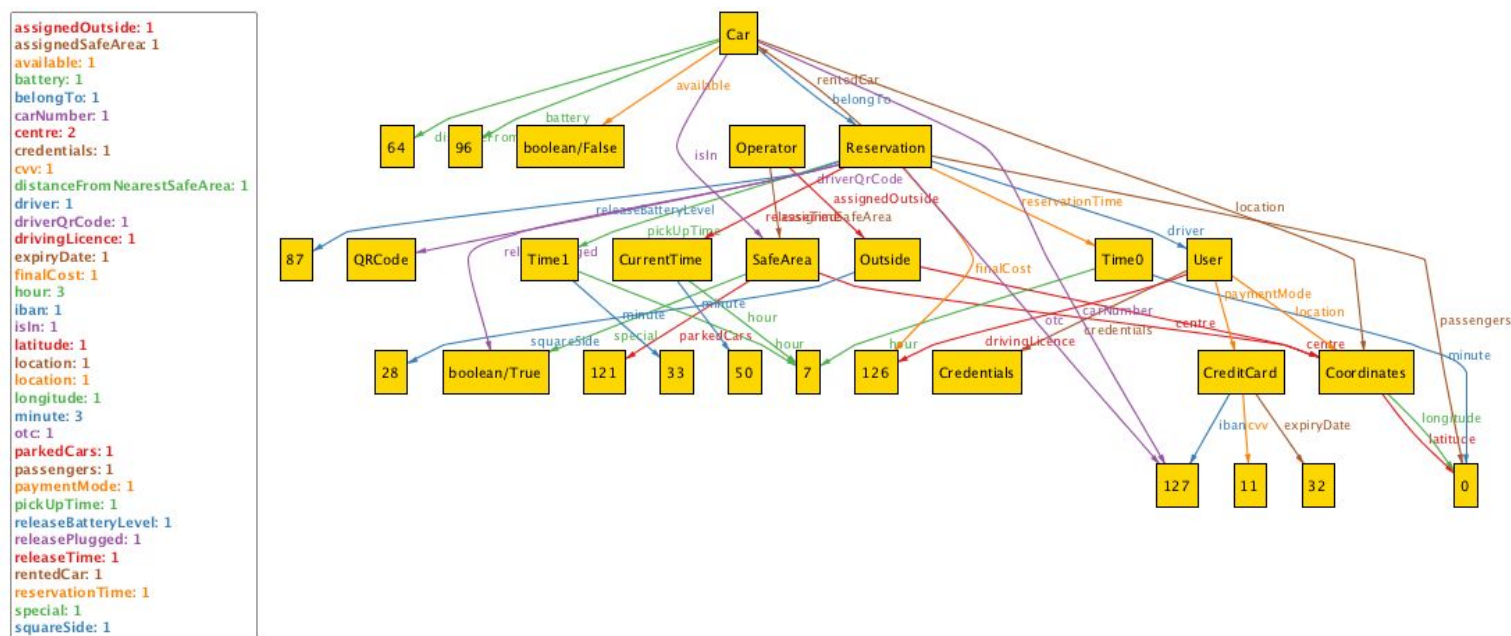 assignedOutside: 1
assignedSafeArea: 1
available: 1
battery: 1
belongTo: 1
carNumber: 1
centre: 2
credentials: 1
cvv: 1
distanceFromNearestSafeArea: 1
driver: 1
driverQrCode: 1
drivingLicence: 1
expiryDate: 1
finalCost: 1
hour: 3
iban: 1
isIn: 1
latitude: 1
location: 1
location: 1
longitude: 1
minute: 3
otc: 1
parkedCars: 1
passengers: 1
paymentMode: 1
pickUpTime: 1
releaseBatteryLevel: 1
releasePlugged: 1
releaseTime: 1
rentedCar: 1
reservationTime: 1
special: 1
squareSide: 1
Car
available
rentedCar
belongTo
battery
64
96
boolean/False
Operator
Reservation
isIn
driverQrCode
assignedOutside
reservationTime
location
releaseBatteryLevel
pickUpTime
driver
87
QRCode
Time1
CurrentTime
SafeArea
Outside
Time0
User
finalCost
paymentMode
minute
minute
hour
otc
carNumber
location
passengers
squareSide
special
parkedCars
hour
hour
drivingLicence
credentials
centre
centre
minute
28
boolean/True
121
33
50
7
126
Credentials
CreditCard
Coordinates
iban
cvv
expiryDate
longitude
latitude
127
11
32
0